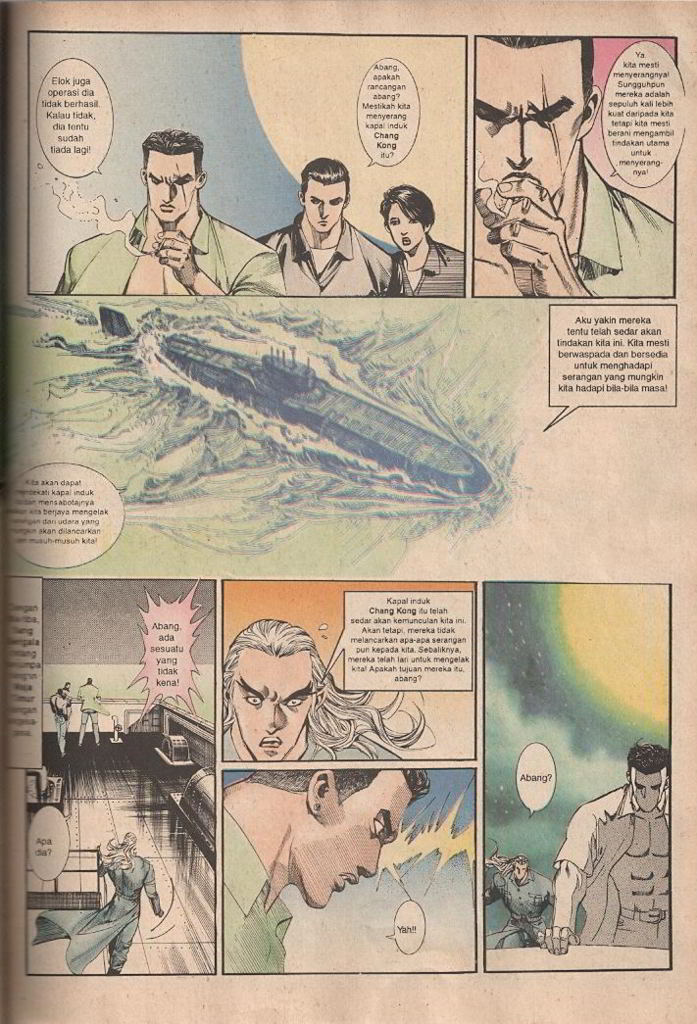 Elok juga
operasi dia
tidak berhasil.
Kalau tidak,
dia tentu
sudah
tiada lagi!
Abang,
apakah
rancangan
abang?
Mestikah kita
menyerang
kapal induk
Chang
Kong
itu?
Ya.
kita mesti
menyerangnya!
Sungguhpun
mereka adalah
sepuluh kali lebih
kuat daripada kita
tetapi kita mesti
berani mengambil
tindakan utama
untuk
menyerang-
nya!
Aku yakin mereka
tentu telah sedar akan
tindakan kita ini. Kita mesti
berwaspada dan bersedia
untuk menghadapi
serangan yang mungkin
kita hadapi bila-bila masa!
Kita akan dapat
kapal induk
dan mensabotajnya
kita berjaya mengelak
dari udara yang
akan dilancarkan
musuh-musuh kita!
Abang,
ada
sesuatu
yang
tidak
kena!
Apa
dia?
Kapal induk
Chang Kong itu telah
sedar akan kemunculan kita ini.
Akan tetapi, mereka tidak
melancarkan apa-apa serangan
pun kepada kita. Sebaliknya,
mereka telah lari untuk mengelak
kita! Apakah tujuan mereka itu,
abang?
Yah!!
Abang?